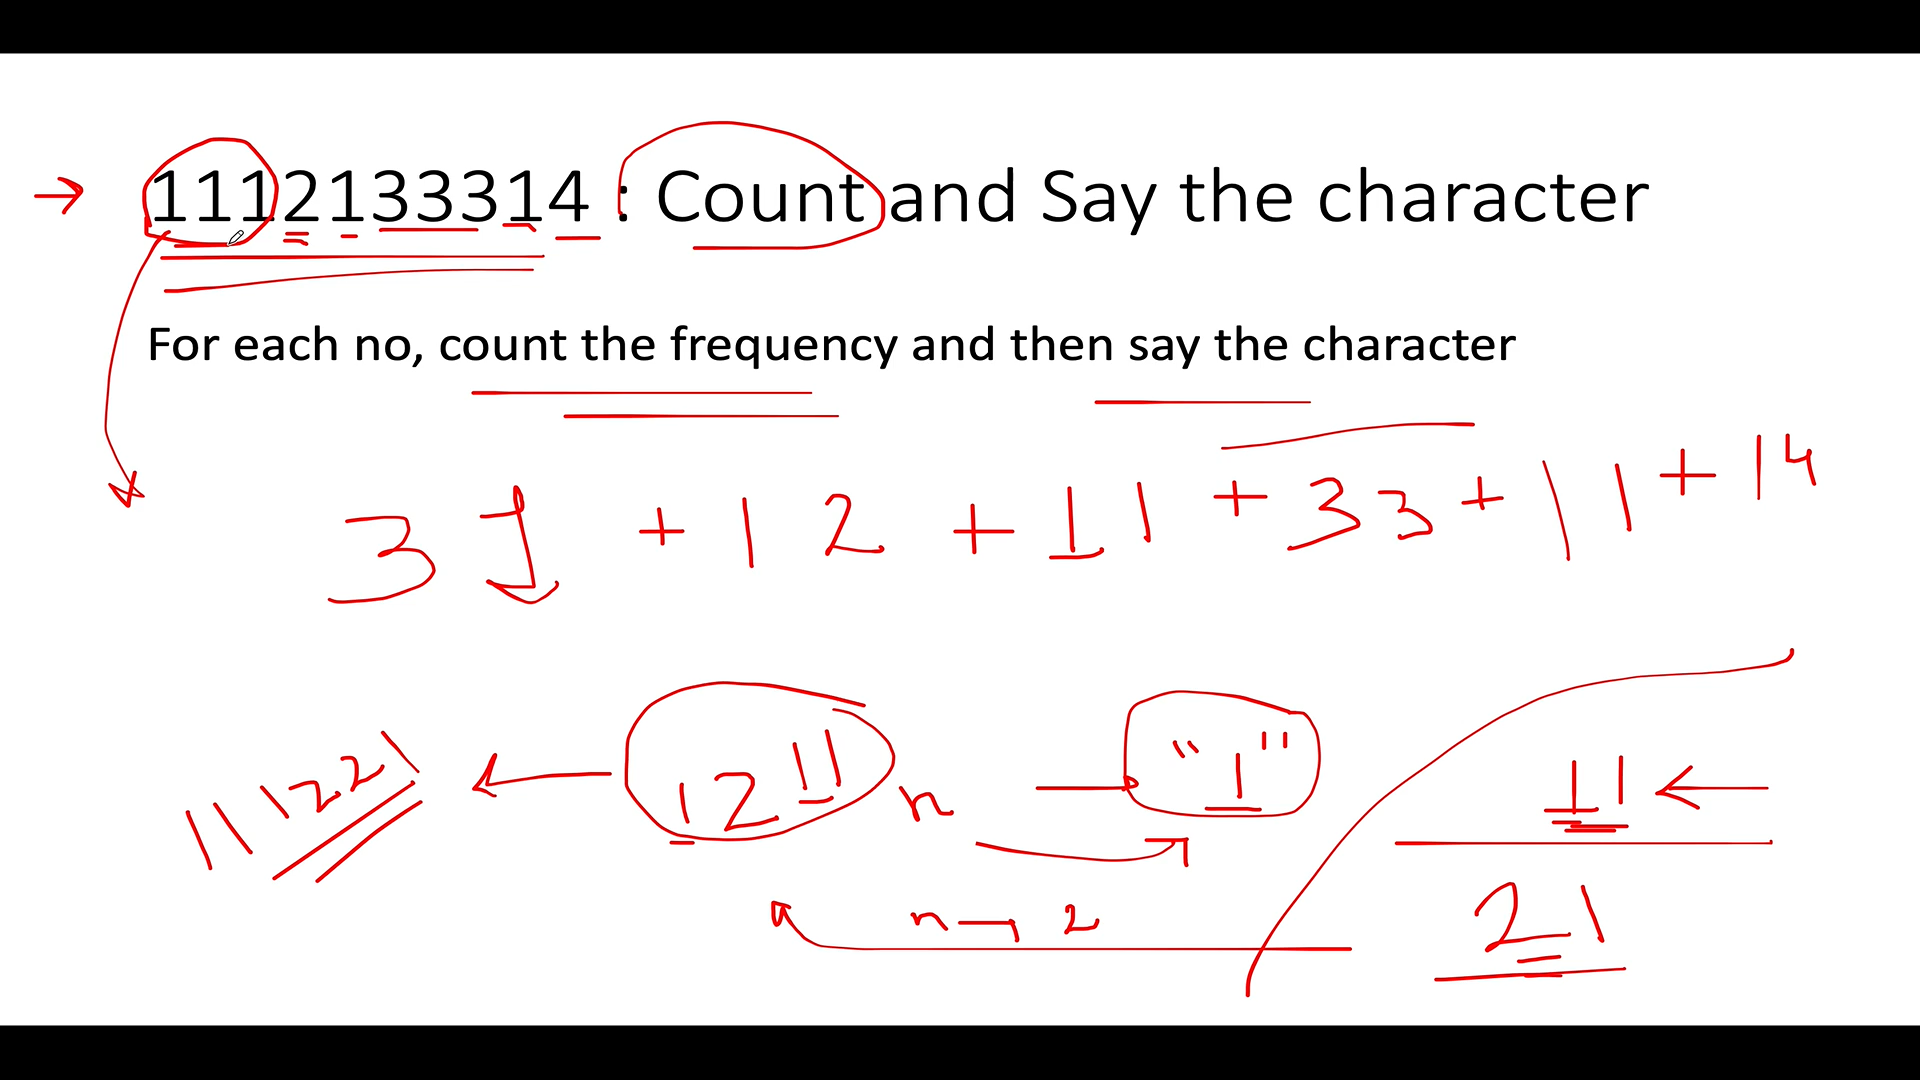 1112133314 : Count and Say the character
For each no, count the frequency and then say the character
31 + 12 + 11 + 33 + 11 + 14
111221 1211 n "1" 11
n → 2 21